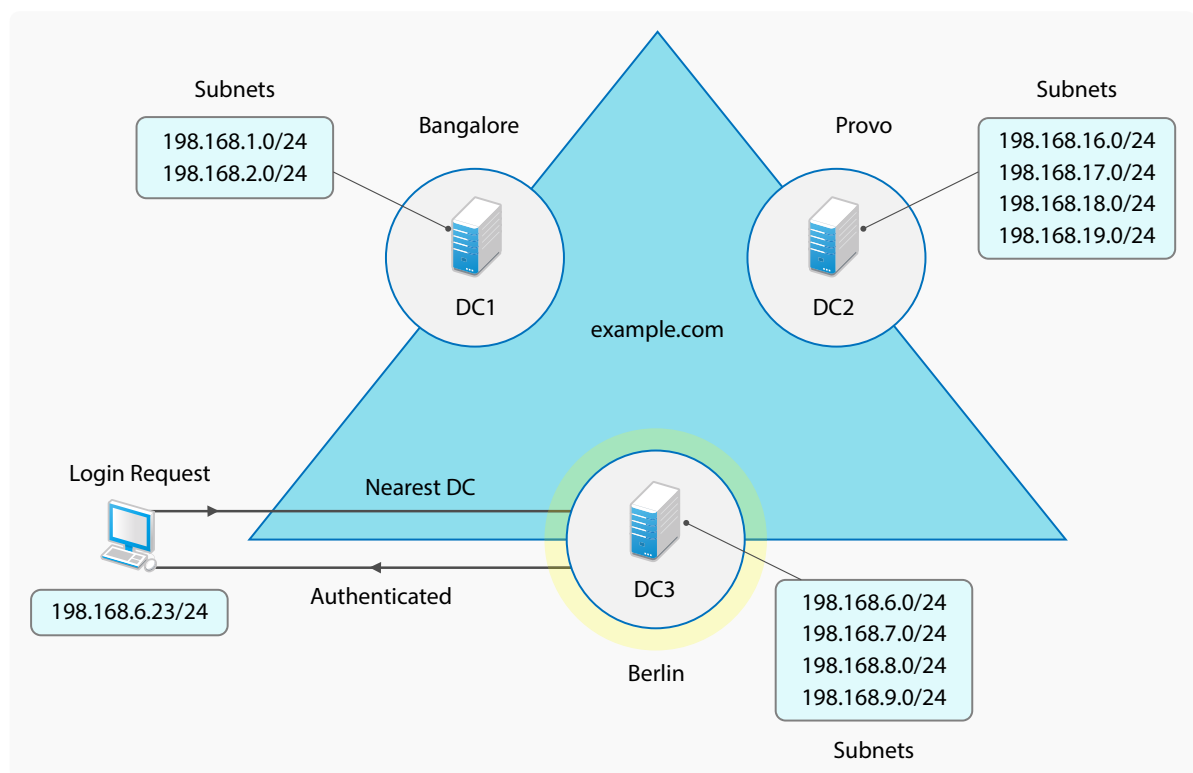 Subnets
198.168.1.0/24
198.168.2.0/24
Bangalore
DC1
Provo
DC2
Subnets
198.168.16.0/24
198.168.17.0/24
198.168.18.0/24
198.168.19.0/24
example.com
Login Request
Nearest DC
Authenticated
198.168.6.23/24
DC3
Berlin
198.168.6.0/24
198.168.7.0/24
198.168.8.0/24
198.168.9.0/24
Subnets